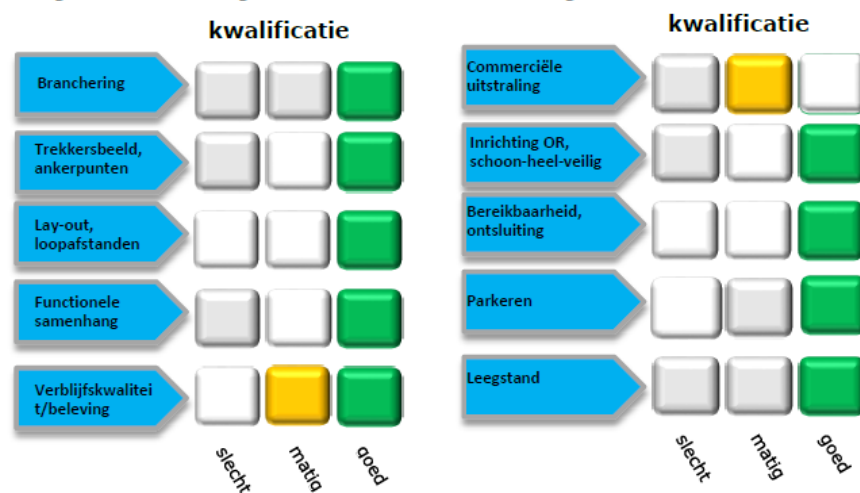 kwalificatie
Branchering
Trekkersbeeld,
ankerpunten
Lay-out,
loopafstanden
Functionele
samenhang
Verblijfskwalitei
t/beleving
slecht
matig
goed
kwalificatie
Commerciële
uitstraling
Inrichting OR,
schoon-heel-veilig
Bereikbaarheid,
ontsluiting
Parkeren
Leegstand
slecht
matig
goed